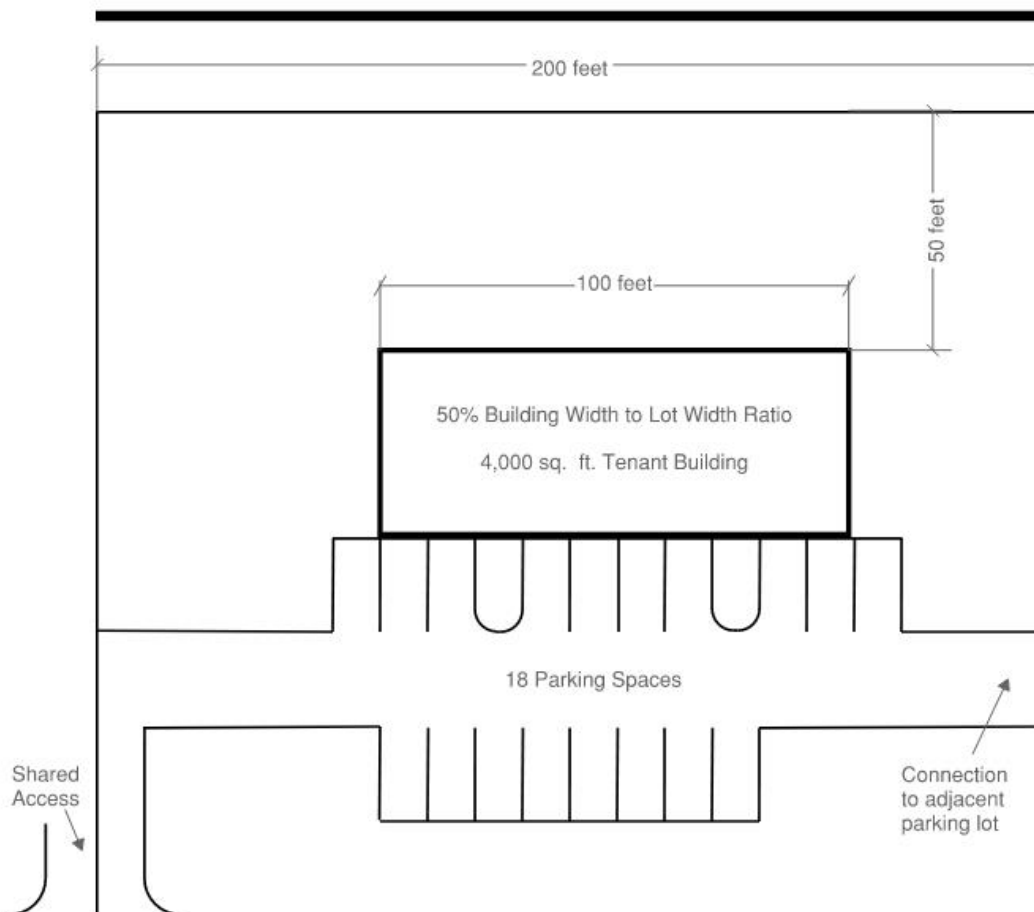 200 feet
50 feet
100 feet
50% Building Width to Lot Width Ratio
4,000 sq. ft. Tenant Building
18 Parking Spaces
Shared
Access
Connection
to adjacent
parking lot